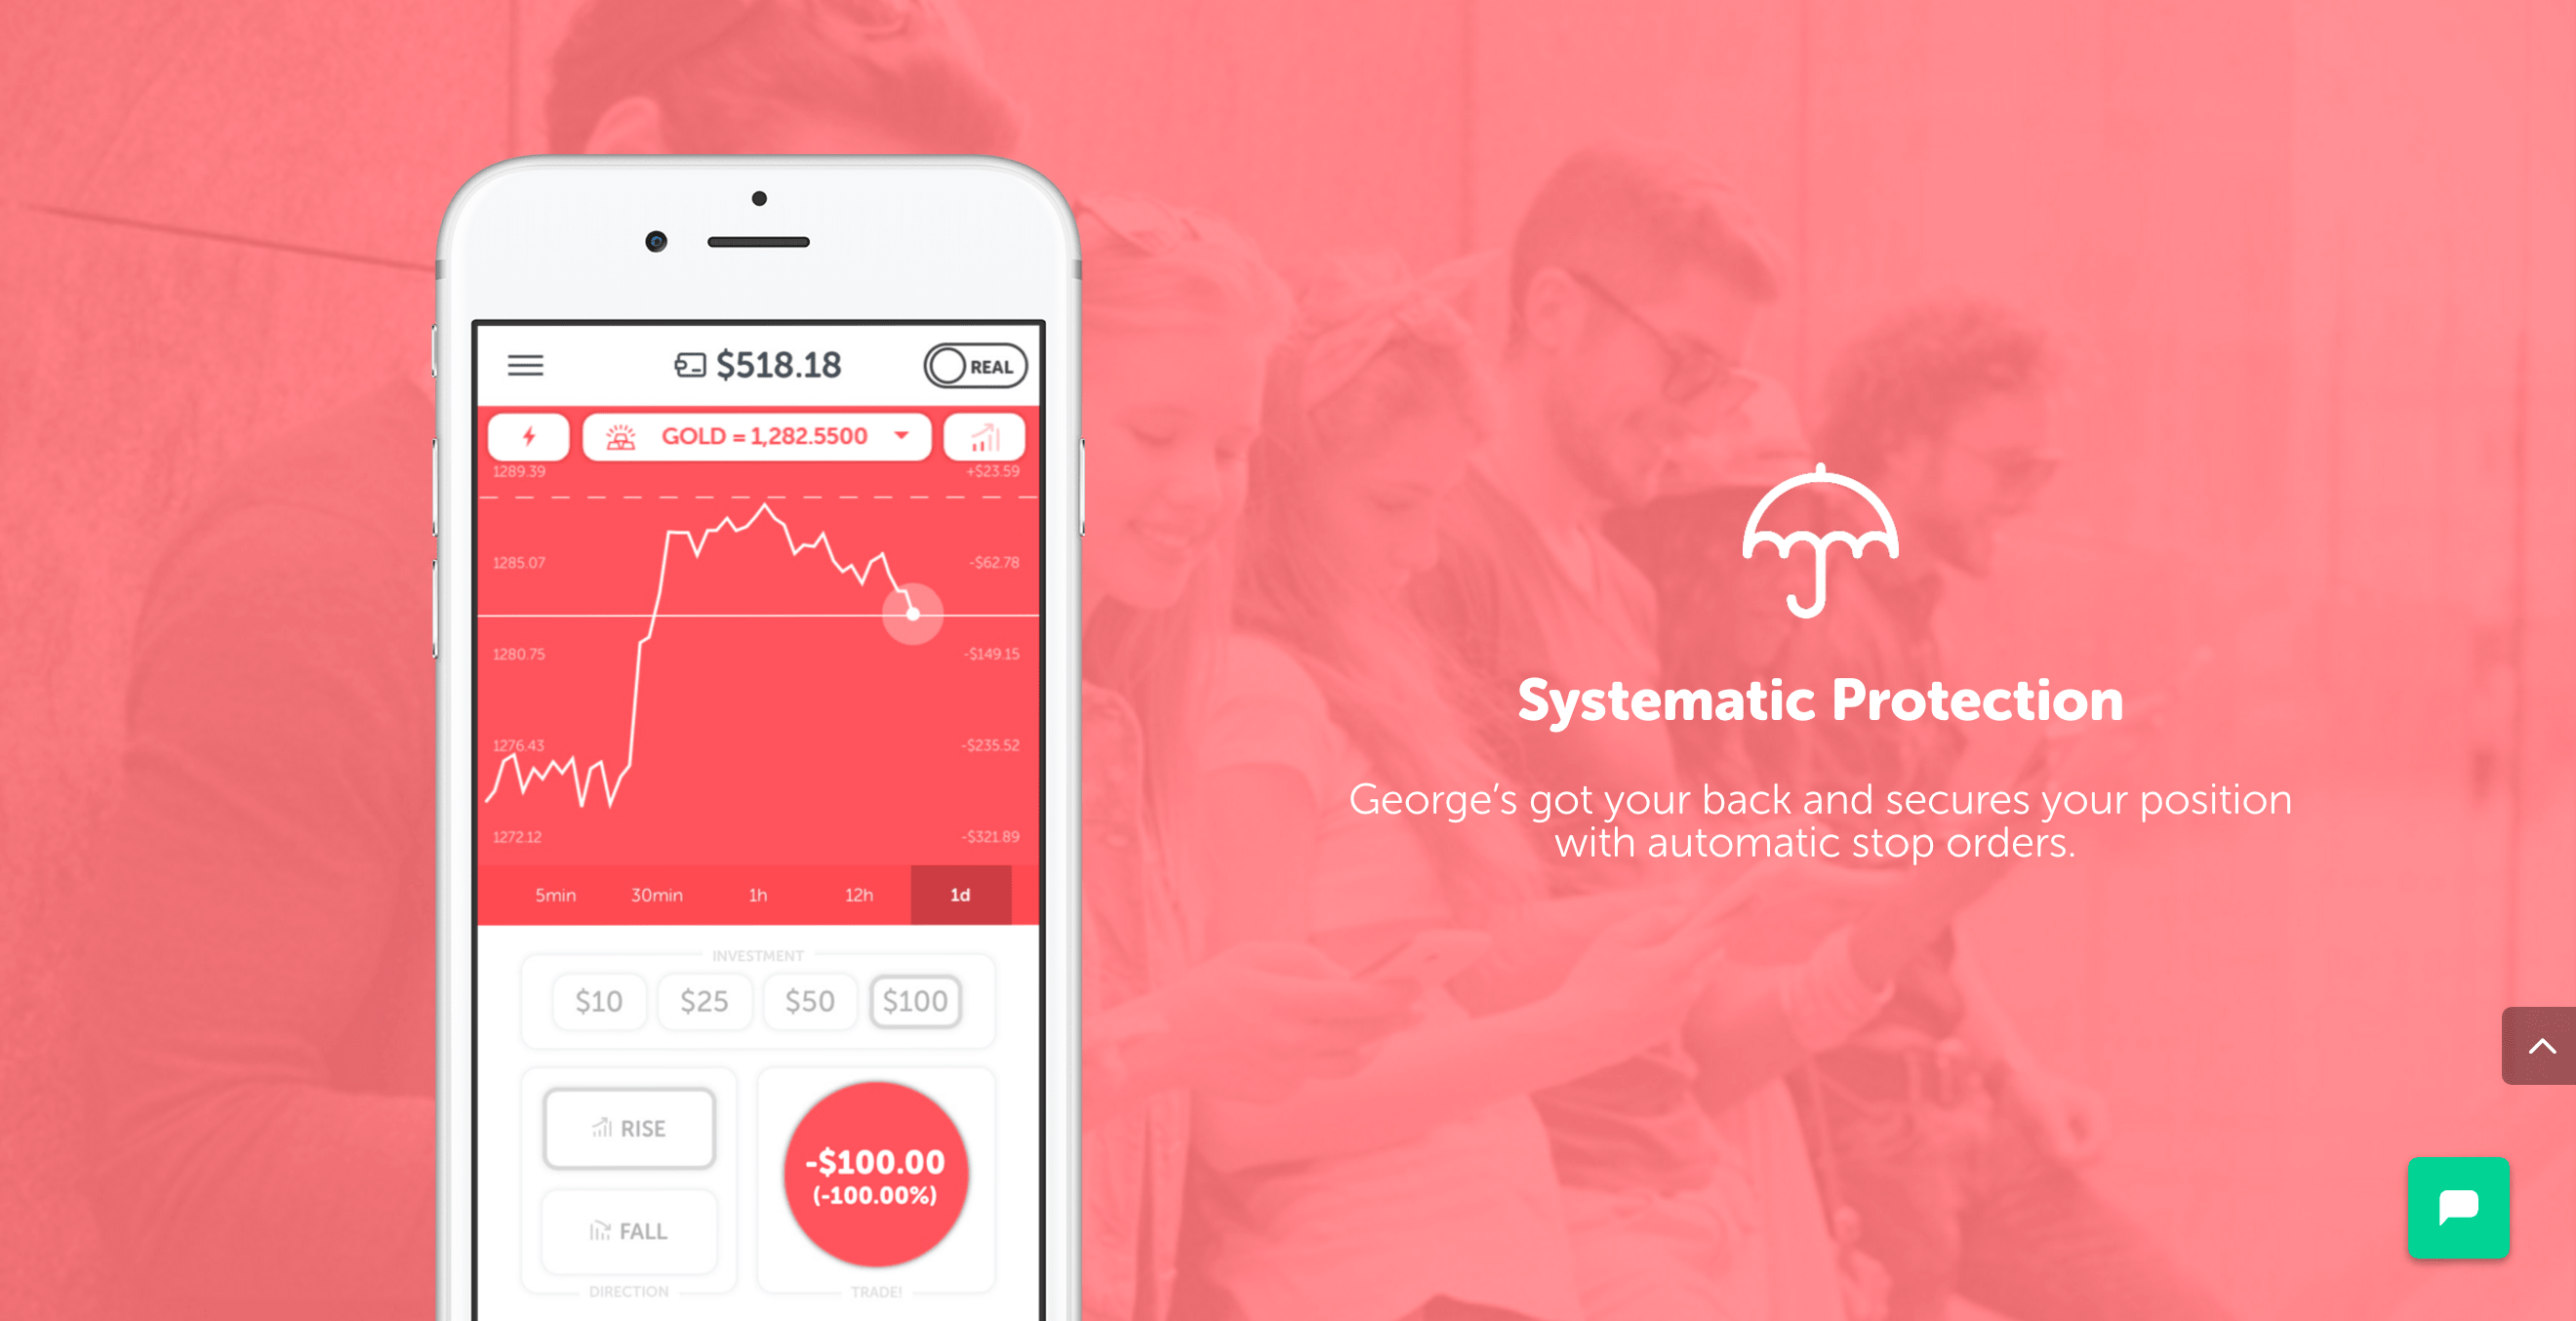 $518.18
REAL
GOLD = 1,282.5500
1289.39
+$23.59
1285.07
-$62.78
1280.75
-$149.15
1276.43
-$235.52
1272.12
-$321.89
5min 30min 1h 12h 1d
INVESTMENT
$10 $25 $50 $100
RISE
FALL
DIRECTION
-$100.00
(-100.00%)
TRADE!
Systematic Protection
George’s got your back and secures your position
with automatic stop orders.